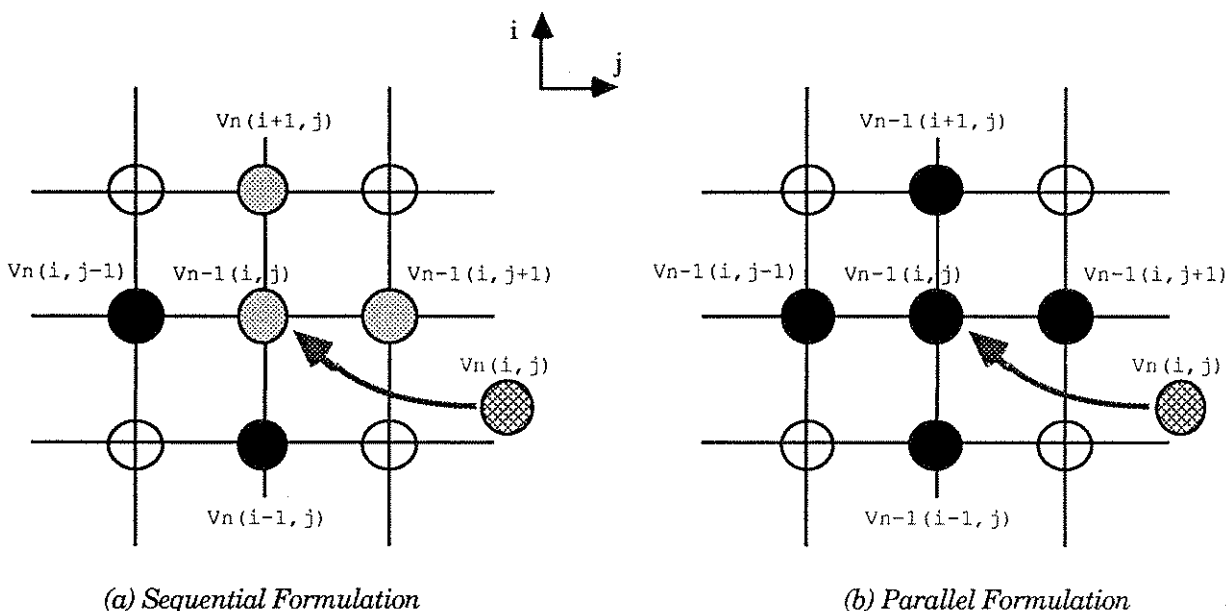 i
j
Vn(i+1,j)
Vn-1(i+1,j)
Vn(i,j-1)
Vn-1(i,j)
Vn-1(i,j+1)
Vn-1(i,j-1)
Vn-1(i,j)
Vn-1(i,j+1)
Vn(i,j)
Vn(i,j)
Vn(i-1,j)
Vn-1(i-1,j)
(a) Sequential Formulation
(b) Parallel Formulation